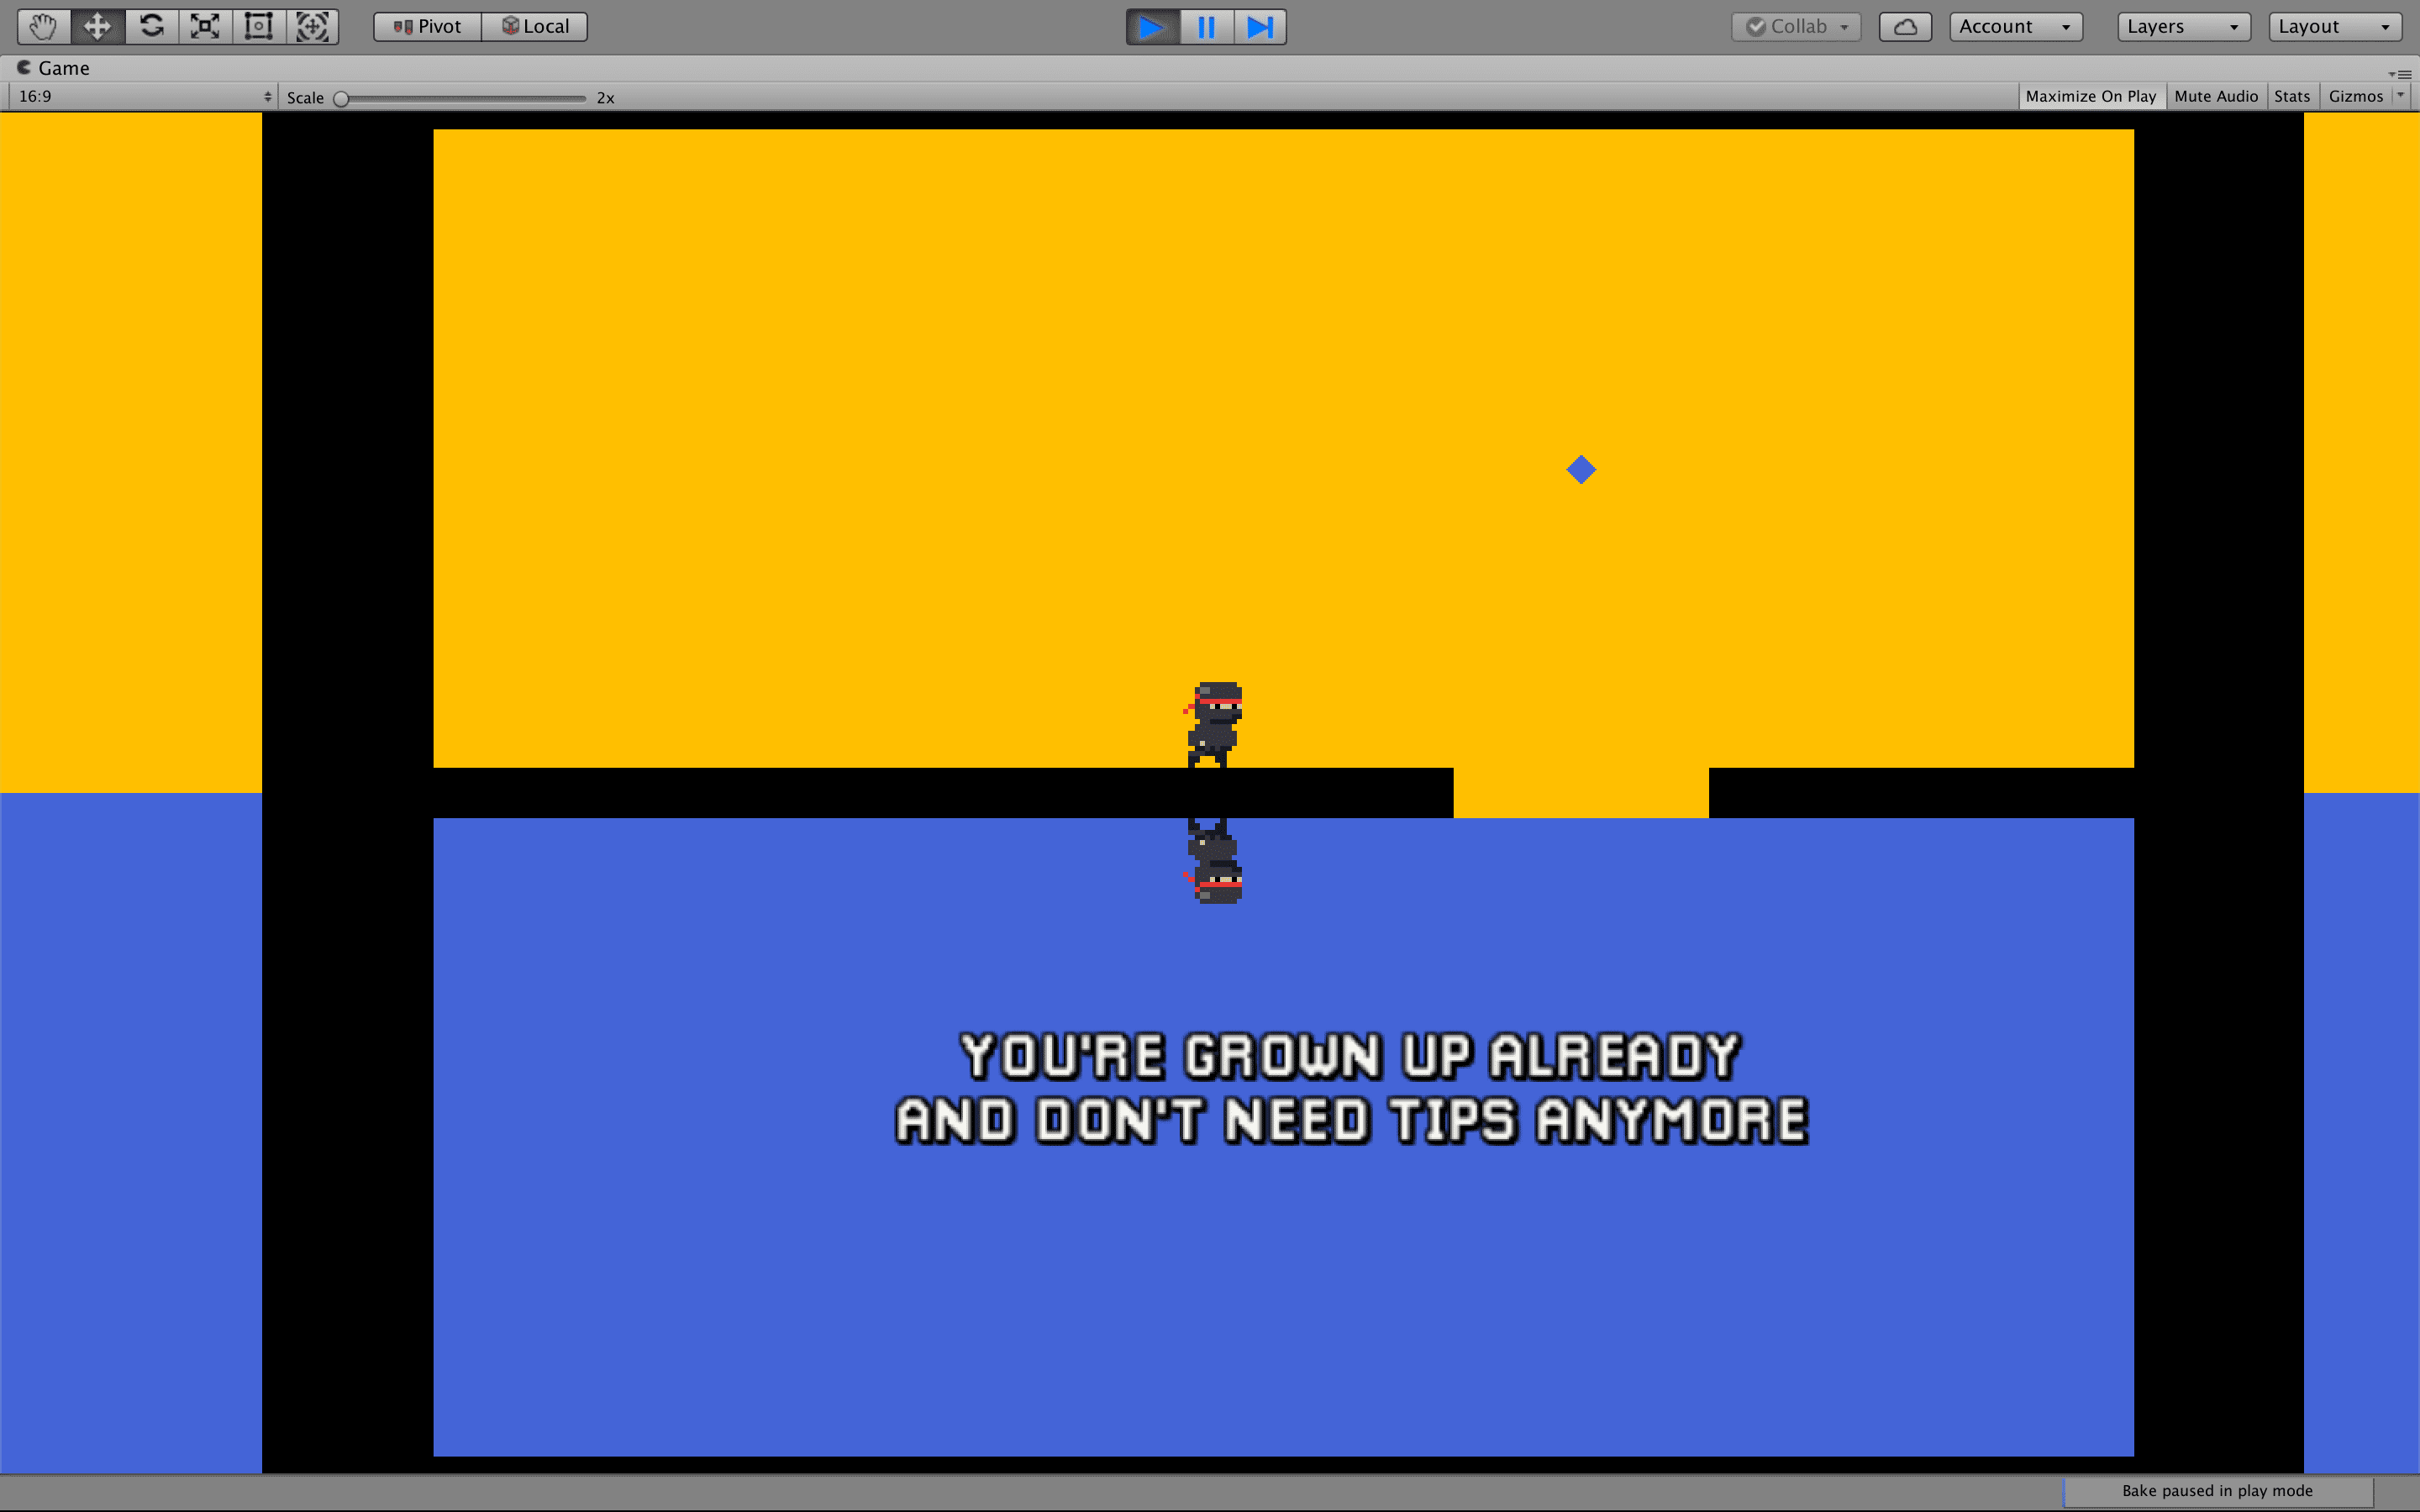 Pivot Local Collab Account Layers Layout
Game
16:9 Scale 2x Maximize On Play Mute Audio Stats Gizmos
YOU'RE GROWN UP ALREADY
AND DON'T NEED TIPS ANYMORE
Bake paused in play mode